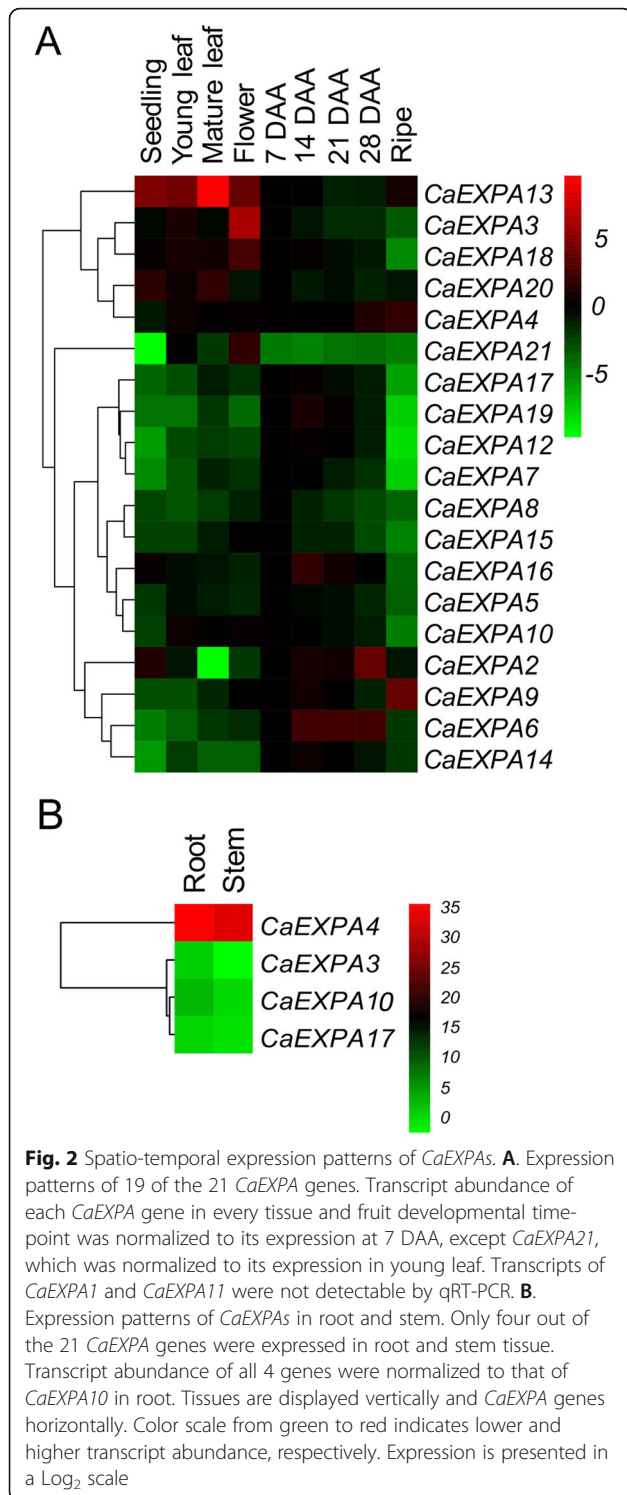 A
Seedling
Young leaf
Mature leaf
Flower
7 DAA
14 DAA
21 DAA
28 DAA
Ripe
CaEXPA13
CaEXPA3
CaEXPA18
CaEXPA20
CaEXPA4
CaEXPA21
CaEXPA17
CaEXPA19
CaEXPA12
CaEXPA7
CaEXPA8
CaEXPA15
CaEXPA16
CaEXPA5
CaEXPA10
CaEXPA2
CaEXPA9
CaEXPA6
CaEXPA14
5
0
-5
B
Root
Stem
CaEXPA4
CaEXPA3
CaEXPA10
CaEXPA17
35
30
25
20
15
10
5
0
Fig. 2 Spatio-temporal expression patterns of CaEXPAs. A. Expression
patterns of 19 of the 21 CaEXPA genes. Transcript abundance of
each CaEXPA gene in every tissue and fruit developmental time-
point was normalized to its expression at 7 DAA, except CaEXPA21,
which was normalized to its expression in young leaf. Transcripts of
CaEXPA1 and CaEXPA11 were not detectable by qRT-PCR. B.
Expression patterns of CaEXPAs in root and stem. Only four out of
the 21 CaEXPA genes were expressed in root and stem tissue.
Transcript abundance of all 4 genes were normalized to that of
CaEXPA10 in root. Tissues are displayed vertically and CaEXPA genes
horizontally. Color scale from green to red indicates lower and
higher transcript abundance, respectively. Expression is presented in
a Log₂ scale